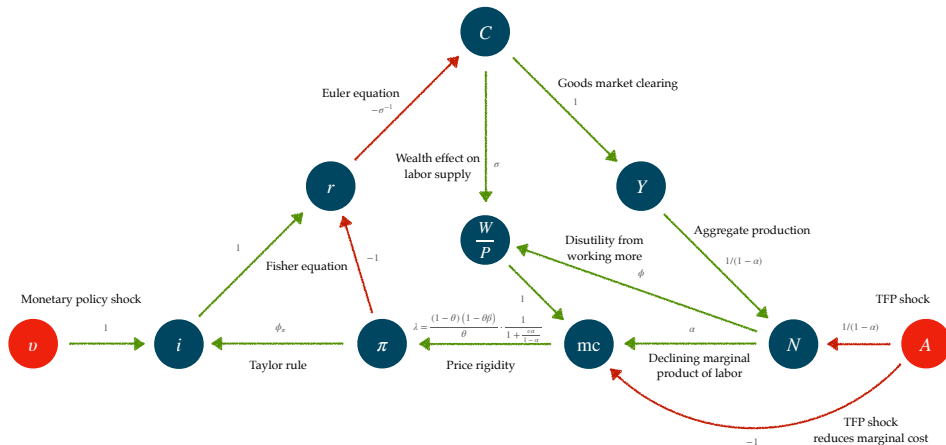 C
Euler equation
−σ⁻¹
Goods market clearing
1
Wealth effect on
labor supply
σ
r
Y
W
P
Disutility from
working more
ϕ
Aggregate production
1/(1 − α)
1
Fisher equation
−1
1
Monetary policy shock
1
TFP shock
1/(1 − α)
υ
i
ϕπ
Taylor rule
π
λ = (1 − θ)(1 − θβ)/θ · 1/(1 + εα/(1 − α))
Price rigidity
mc
α
Declining marginal
product of labor
N
A
TFP shock
reduces marginal cost
−1